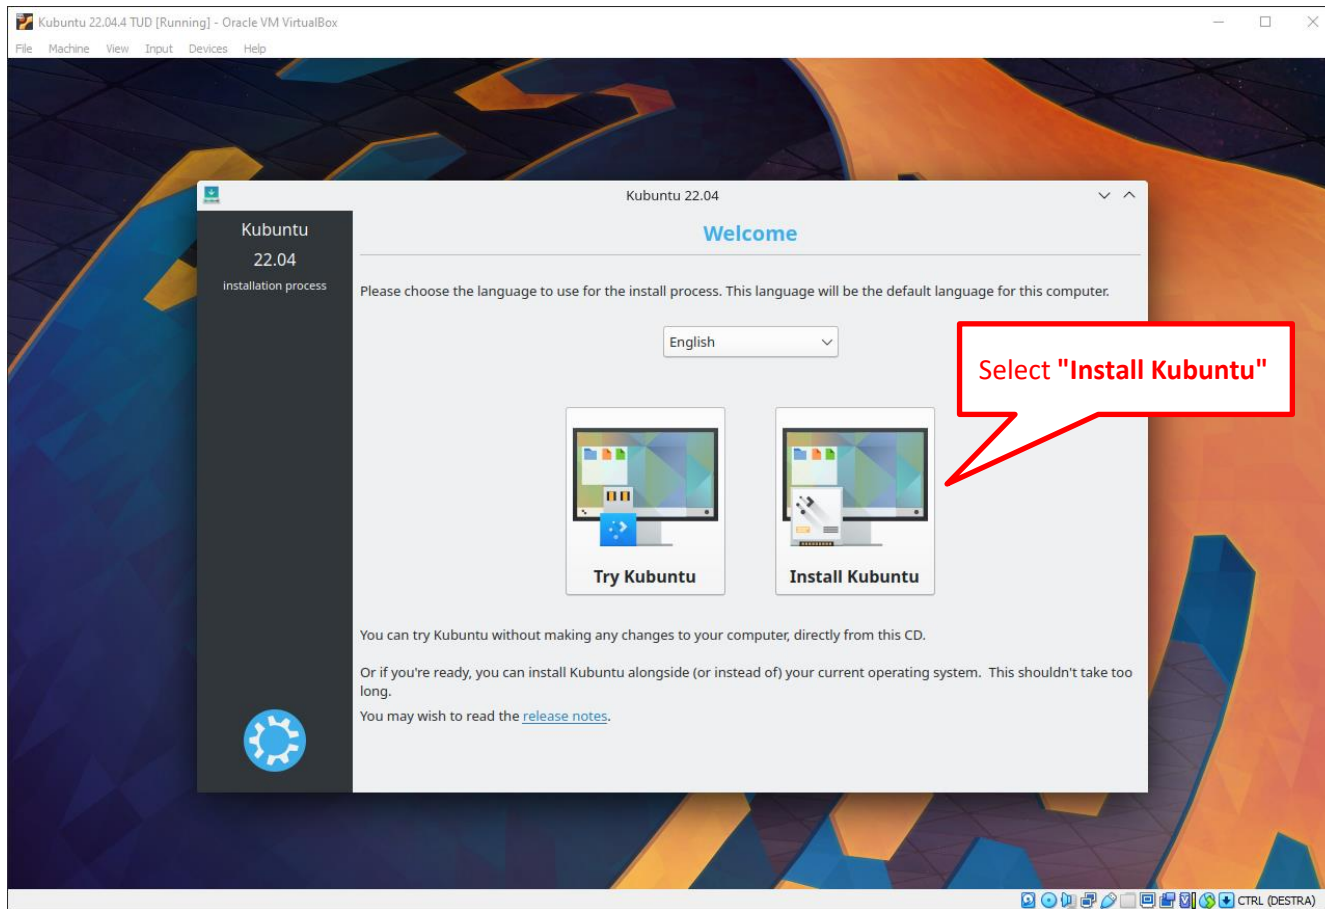 Kubuntu 22.04.4 TUD [Running] - Oracle VM VirtualBox
File Machine View Input Devices Help
Kubuntu 22.04
Kubuntu
22.04
installation process
Welcome
Please choose the language to use for the install process. This language will be the default language for this computer.
English
Select "Install Kubuntu"
Try Kubuntu
Install Kubuntu
You can try Kubuntu without making any changes to your computer, directly from this CD.
Or if you're ready, you can install Kubuntu alongside (or instead of) your current operating system.  This shouldn't take too
long.
You may wish to read the release notes.
CTRL (DESTRA)